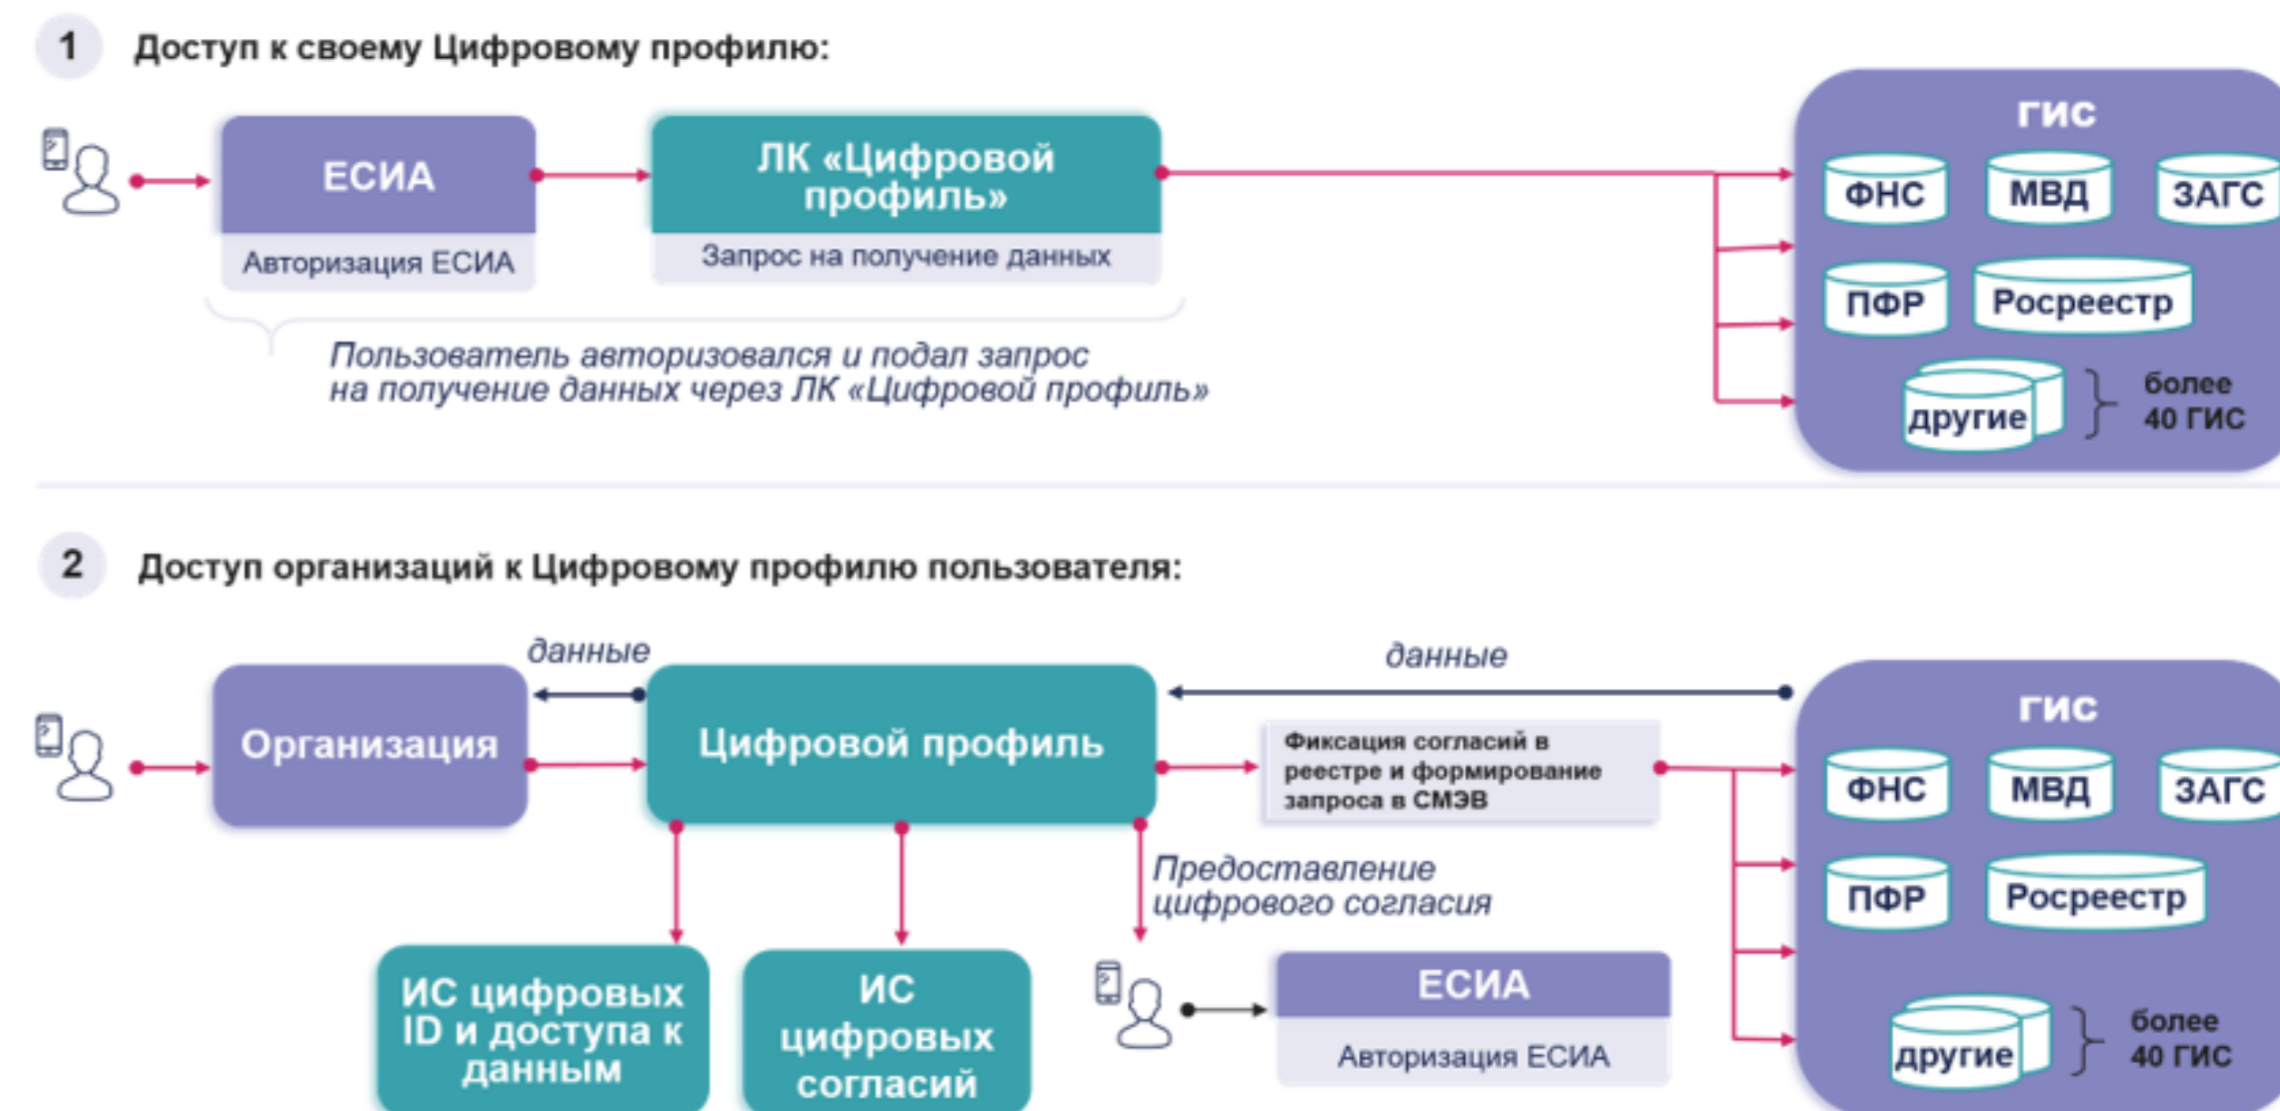 1
Доступ к своему Цифровому профилю:
ЕСИА
Авторизация ЕСИА
ЛК «Цифровой
профиль»
Запрос на получение данных
Пользователь авторизовался и подал запрос
на получение данных через ЛК «Цифровой профиль»
ГИС
ФНС
МВД
ЗАГС
ПФР
Росреестр
другие
более
40 ГИС
2
Доступ организаций к Цифровому профилю пользователя:
Организация
данные
Цифровой профиль
данные
Фиксация согласий в
реестре и формирование
запроса в СМЭВ
Предоставление
цифрового согласия
ИС цифровых
ID и доступа к
данным
ИС
цифровых
согласий
ЕСИА
Авторизация ЕСИА
ГИС
ФНС
МВД
ЗАГС
ПФР
Росреестр
другие
более
40 ГИС